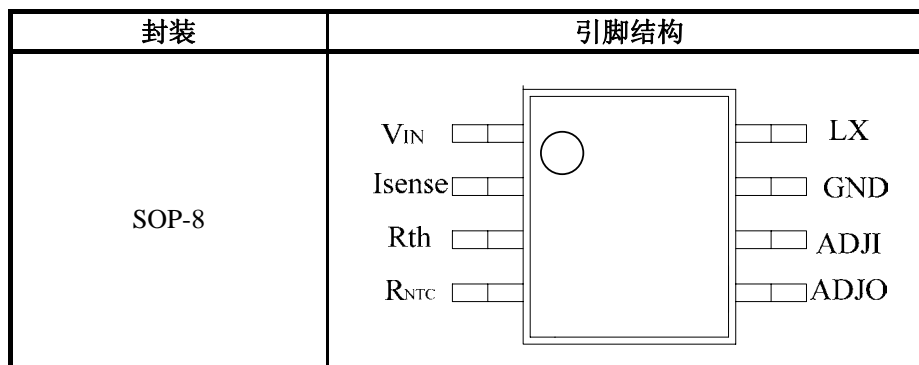 封装 引脚结构
VIN LX
Isense GND
SOP-8
Rth ADJI
RNTC ADJO